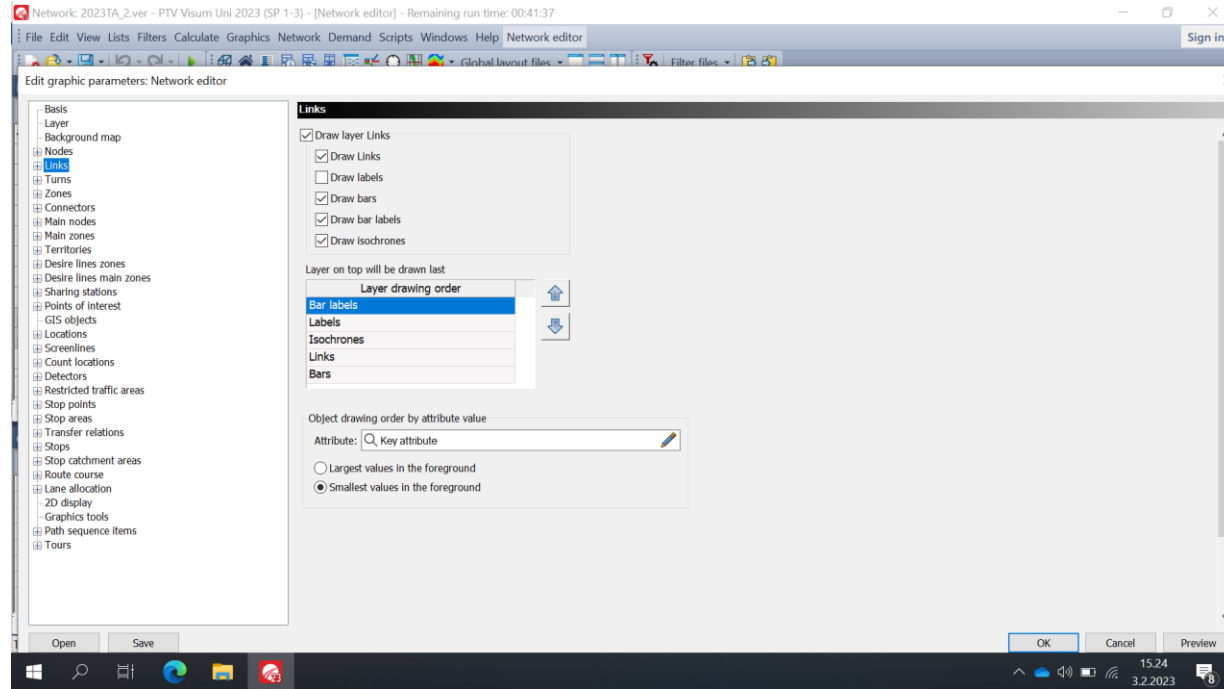 Network: 2023TA_2.ver - PTV Visum Uni 2023 (SP 1-3) - [Network editor] - Remaining run time: 00:41:37
File Edit View Lists Filters Calculate Graphics Network Demand Scripts Windows Help Network editor
Sign in
Global layout files
Filter files
Edit graphic parameters: Network editor
Basis
Layer
Background map
Nodes
Links
Turns
Zones
Connectors
Main nodes
Main zones
Territories
Desire lines zones
Desire lines main zones
Sharing stations
Points of interest
GIS objects
Locations
Screenlines
Count locations
Detectors
Restricted traffic areas
Stop points
Stop areas
Transfer relations
Stops
Stop catchment areas
Route course
Lane allocation
2D display
Graphics tools
Path sequence items
Tours
Links
Draw layer Links
Draw Links
Draw labels
Draw bars
Draw bar labels
Draw isochrones
Layer on top will be drawn last
Layer drawing order
Bar labels
Labels
Isochrones
Links
Bars
Object drawing order by attribute value
Attribute: Key attribute
Largest values in the foreground
Smallest values in the foreground
Open Save OK Cancel Preview
15.24
3.2.2023
8